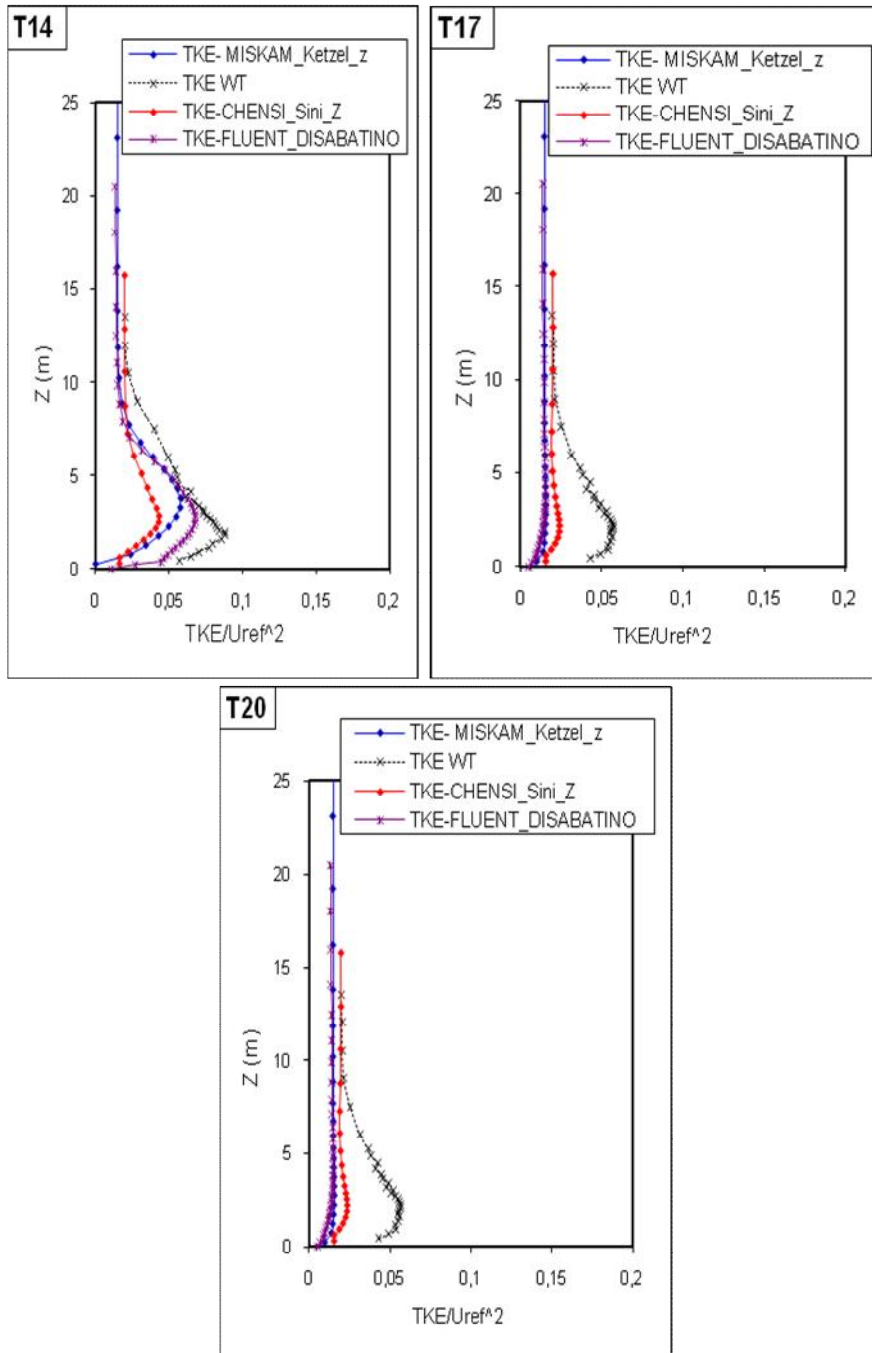 T14
TKE- MISKAM_Ketzel_z
TKE WT
TKE-CHENSI_Sini_Z
TKE-FLUENT_DISABATINO
25
20
15
10
5
0
Z (m)
0 0,05 0,1 0,15 0,2
TKE/Uref^2
T17
TKE- MISKAM_Ketzel_z
TKE WT
TKE-CHENSI_Sini_Z
TKE-FLUENT_DISABATINO
25
20
15
10
5
0
Z (m)
0 0,05 0,1 0,15 0,2
TKE/Uref^2
T20
TKE- MISKAM_Ketzel_z
TKE WT
TKE-CHENSI_Sini_Z
TKE-FLUENT_DISABATINO
25
20
15
10
5
0
Z (m)
0 0,05 0,1 0,15 0,2
TKE/Uref^2